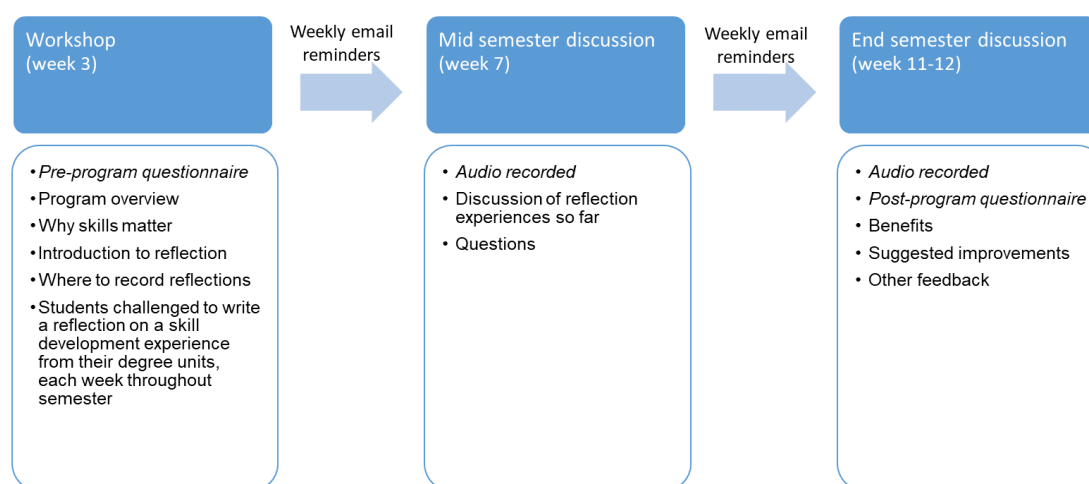 Workshop
(week 3)
Weekly email
reminders
Mid semester discussion
(week 7)
Weekly email
reminders
End semester discussion
(week 11-12)
•Pre-program questionnaire
•Program overview
•Why skills matter
•Introduction to reflection
•Where to record reflections
•Students challenged to write
a reflection on a skill
development experience
from their degree units,
each week throughout
semester
• Audio recorded
• Discussion of reflection
experiences so far
• Questions
• Audio recorded
• Post-program questionnaire
• Benefits
• Suggested improvements
• Other feedback